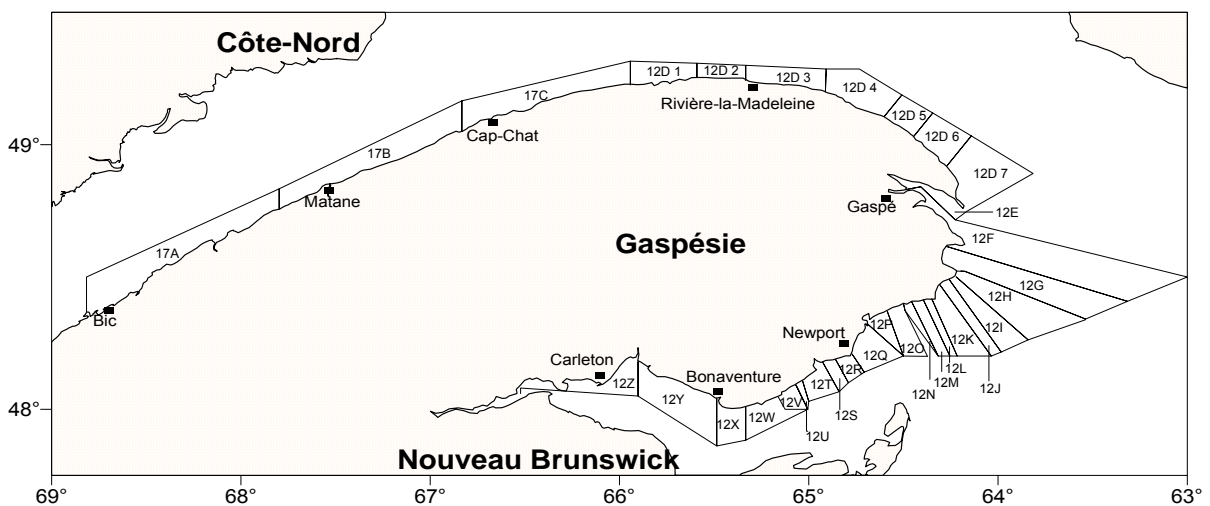 Côte-Nord
12D 1
12D 2
12D 3
12D 4
17C
Rivière-la-Madeleine
12D 5
Cap-Chat
12D 6
49°
17B
12D 7
Matane
Gaspé
12E
12F
Gaspésie
17A
12G
12H
Bic
12P
12I
Newport
12K
12O
12Q
Carleton
12L
12R
12J
12Z
Bonaventure
12T
12M
12N
12Y
12V
48°
12S
12X
12W
12U
Nouveau Brunswick
69°
68°
67°
66°
65°
64°
63°